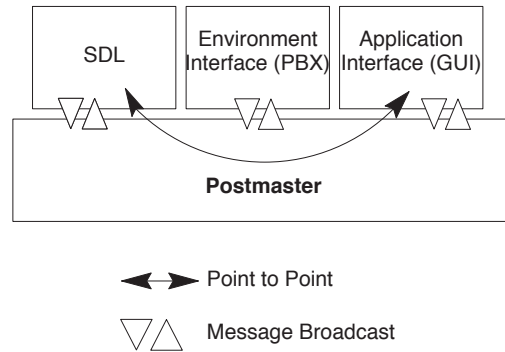 SDL
Environment
Interface (PBX)
Application
Interface (GUI)
Postmaster
Point to Point
Message Broadcast